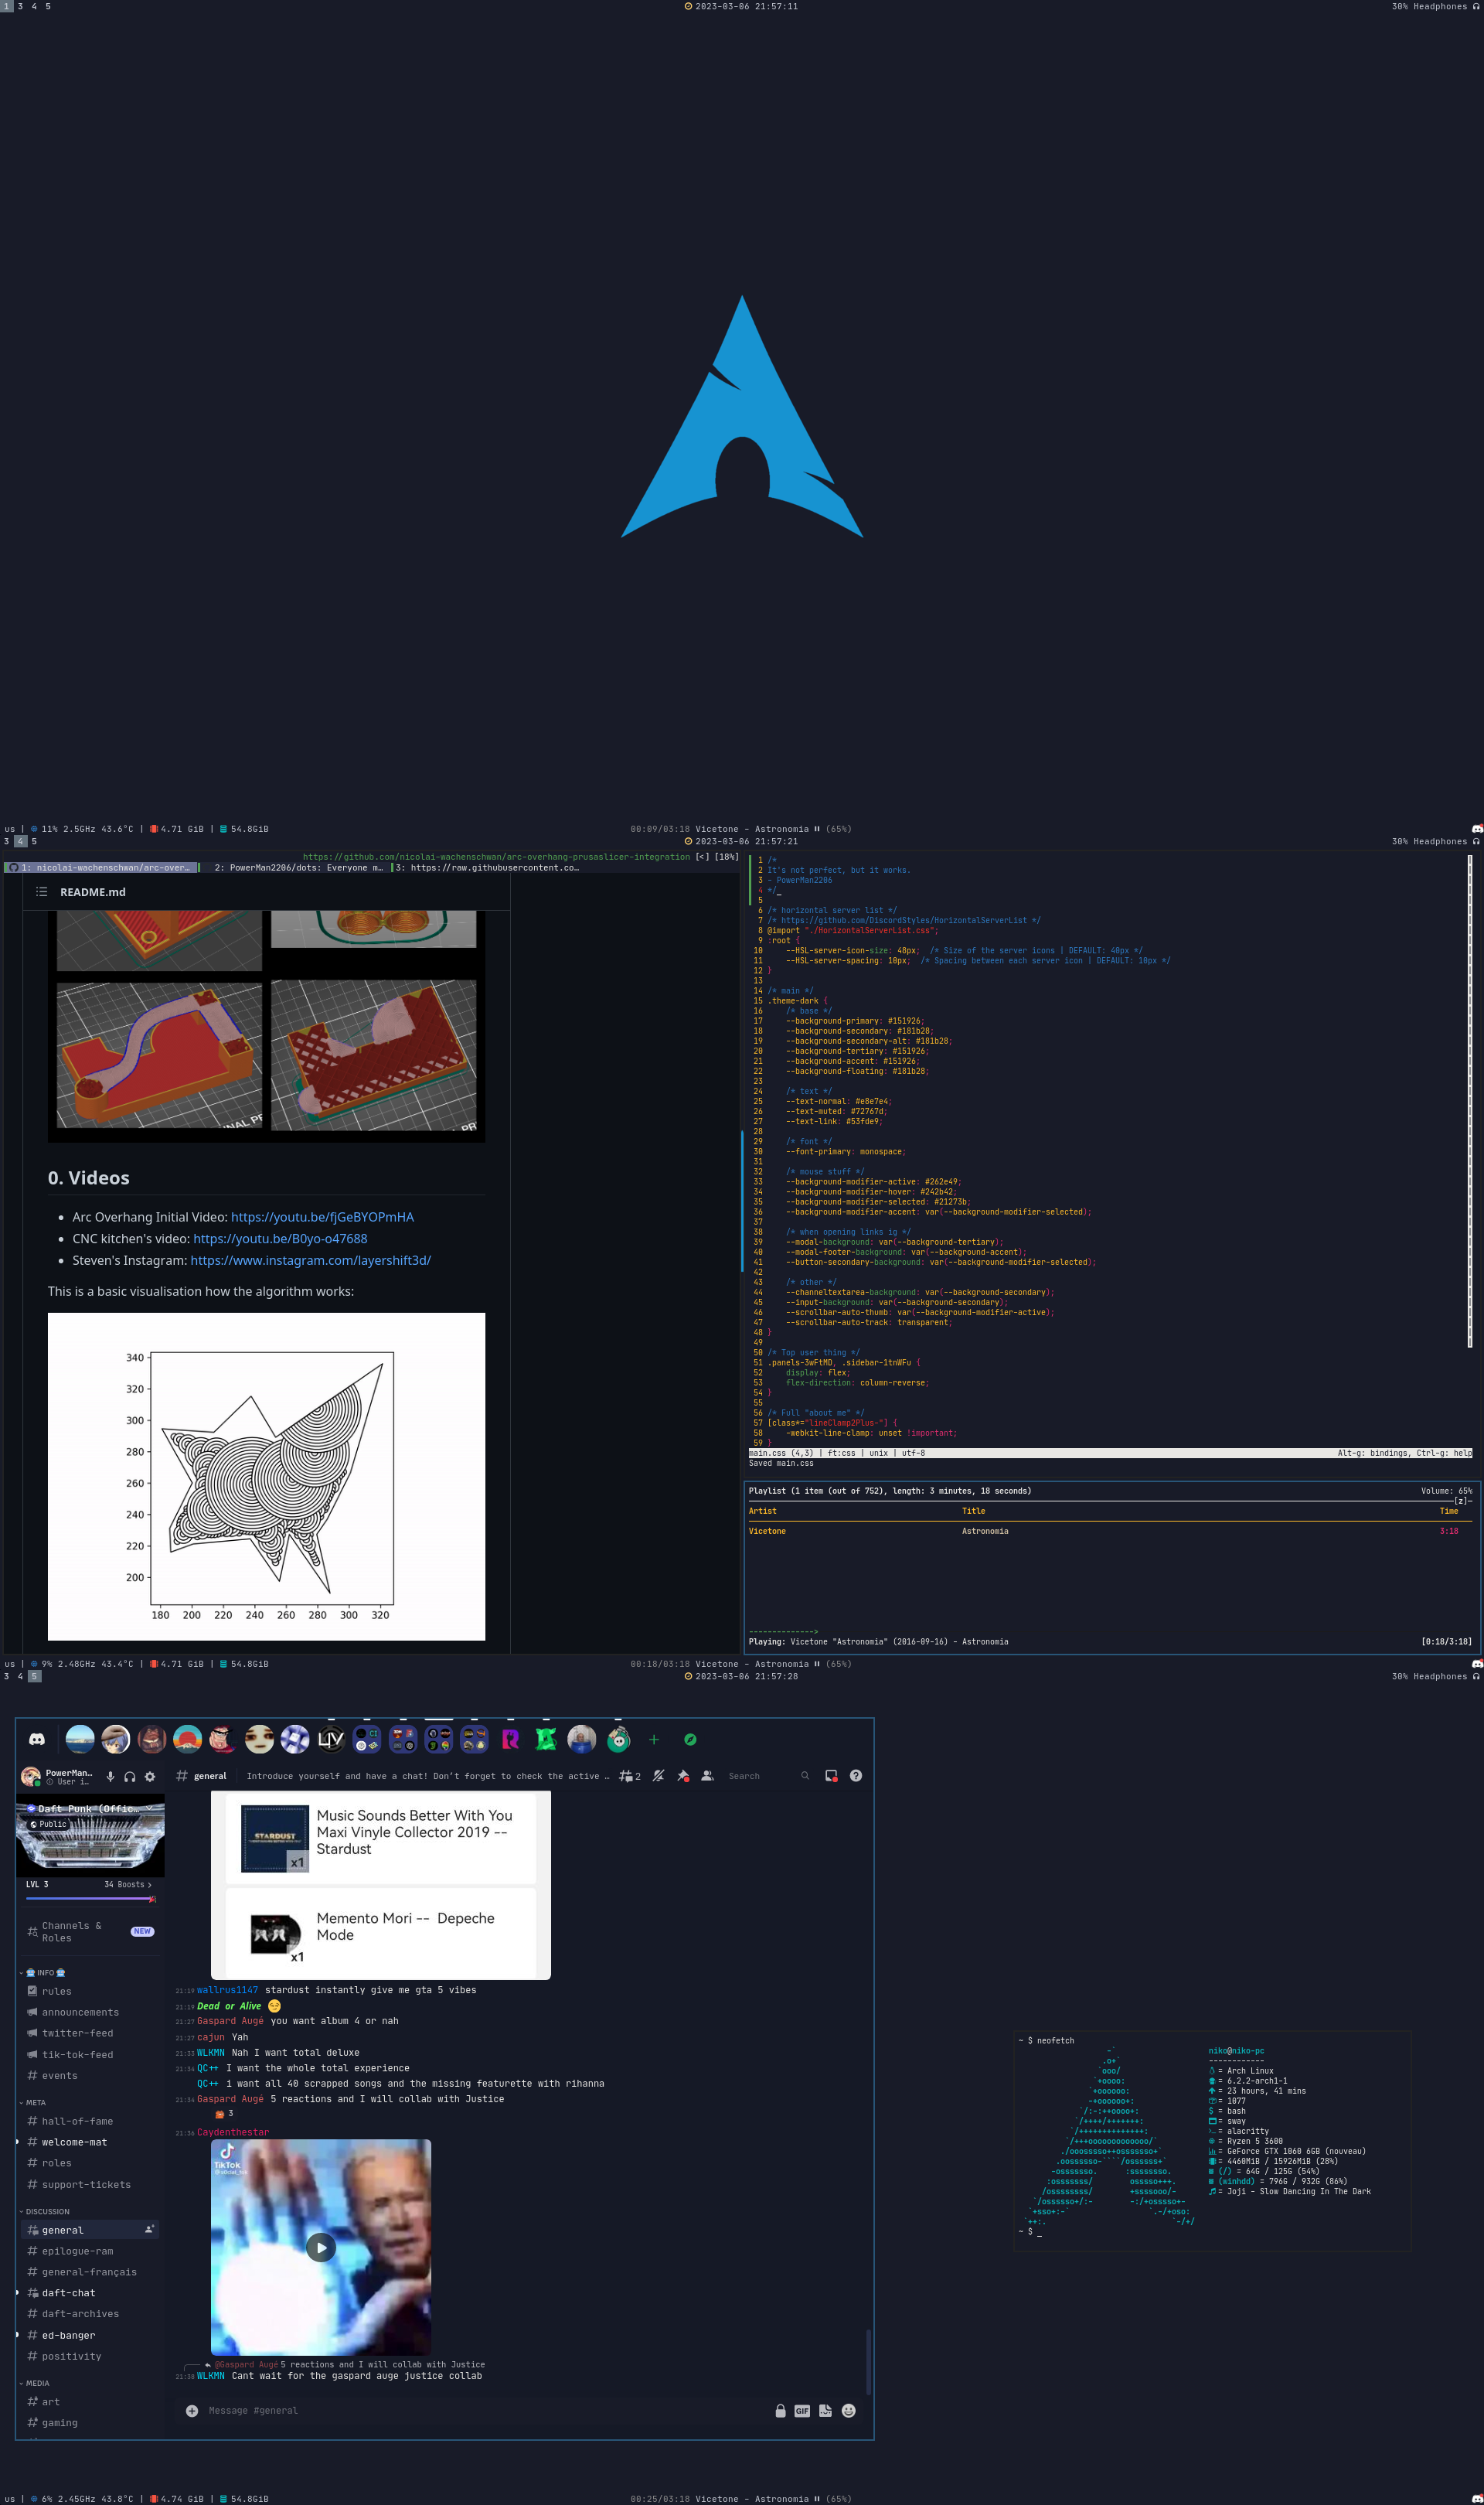 1 3 4 5
2023-03-06 21:57:11
30% Headphones
us | 11% 2.5GHz 43.6°C | 4.71 GiB | 54.8GiB
00:09/03:18 Vicetone - Astronomia (65%)
3 4 5
2023-03-06 21:57:21
30% Headphones
https://github.com/nicolai-wachenschwan/arc-overhang-prusaslicer-integration [<] [18%]
1: nicolai-wachenschwan/arc-over…
2: PowerMan2206/dots: Everyone m…
3: https://raw.githubusercontent.co…
README.md
0. Videos
Arc Overhang Initial Video: https://youtu.be/fjGeBYOPmHA
CNC kitchen's video: https://youtu.be/B0yo-o47688
Steven's Instagram: https://www.instagram.com/layershift3d/
This is a basic visualisation how the algorithm works:
340
320
300
280
260
240
220
200
180 200 220 240 260 280 300 320
1 /*
2 It's not perfect, but it works.
3 - PowerMan2206
4 */
5
6 /* horizontal server list */
7 /* https://github.com/DiscordStyles/HorizontalServerList */
8 @import "./HorizontalServerList.css";
9 :root {
10 --HSL-server-icon-size: 48px; /* Size of the server icons | DEFAULT: 40px */
11 --HSL-server-spacing: 10px; /* Spacing between each server icon | DEFAULT: 10px */
12 }
13
14 /* main */
15 .theme-dark {
16 /* base */
17 --background-primary: #151926;
18 --background-secondary: #181b28;
19 --background-secondary-alt: #181b28;
20 --background-tertiary: #151926;
21 --background-accent: #151926;
22 --background-floating: #181b28;
23
24 /* text */
25 --text-normal: #e8e7e4;
26 --text-muted: #72767d;
27 --text-link: #53fde9;
28
29 /* font */
30 --font-primary: monospace;
31
32 /* mouse stuff */
33 --background-modifier-active: #262e49;
34 --background-modifier-hover: #242b42;
35 --background-modifier-selected: #21273b;
36 --background-modifier-accent: var(--background-modifier-selected);
37
38 /* when opening links ig */
39 --modal-background: var(--background-tertiary);
40 --modal-footer-background: var(--background-accent);
41 --button-secondary-background: var(--background-modifier-selected);
42
43 /* other */
44 --channeltextarea-background: var(--background-secondary);
45 --input-background: var(--background-secondary);
46 --scrollbar-auto-thumb: var(--background-modifier-active);
47 --scrollbar-auto-track: transparent;
48 }
49
50 /* Top user thing */
51 .panels-3wFtMD, .sidebar-1tnWFu {
52 display: flex;
53 flex-direction: column-reverse;
54 }
55
56 /* Full "about me" */
57 [class*="lineClamp2Plus-"] {
58 -webkit-line-clamp: unset !important;
59 }
main.css (4,3) | ft:css | unix | utf-8 Alt-g: bindings, Ctrl-g: help
Saved main.css
Playlist (1 item (out of 752), length: 3 minutes, 18 seconds) Volume: 65%
[z]
Artist Title Time
Vicetone Astronomia 3:18
------------->
Playing: Vicetone "Astronomia" (2016-09-16) - Astronomia [0:18/3:18]
us | 9% 2.48GHz 43.4°C | 4.71 GiB | 54.8GiB
00:18/03:18 Vicetone - Astronomia (65%)
3 4 5
2023-03-06 21:57:28
30% Headphones
LIV
PowerMan…
User i…
# general
Introduce yourself and have a chat! Don't forget to check the active …
2
Search
Daft Punk (Offic…
Public
LVL 3 34 Boosts >
Channels & Roles NEW
INFO
rules
announcements
twitter-feed
tik-tok-feed
events
META
hall-of-fame
welcome-mat
roles
support-tickets
DISCUSSION
general
epilogue-ram
general-français
daft-chat
daft-archives
ed-banger
positivity
MEDIA
art
gaming
STARDUST
x1
Music Sounds Better With You
Maxi Vinyle Collector 2019 --
Stardust
x1
Memento Mori -- Depeche
Mode
21:19 wallrus1147 stardust instantly give me gta 5 vibes
21:19 Dead or Alive
21:27 Gaspard Augé you want album 4 or nah
21:27 cajun Yah
21:33 WLKMN Nah I want total deluxe
21:34 QC++ I want the whole total experience
QC++ i want all 40 scrapped songs and the missing featurette with rihanna
21:34 Gaspard Augé 5 reactions and I will collab with Justice
3
21:36 Caydenthestar
TikTok
@Gaspard Augé 5 reactions and I will collab with Justice
21:38 WLKMN Cant wait for the gaspard auge justice collab
Message #general
GIF
~ $ neofetch
niko@niko-pc
------------
= Arch Linux
= 6.2.2-arch1-1
= 23 hours, 41 mins
= 1077
$ = bash
= sway
= alacritty
= Ryzen 5 3600
= GeForce GTX 1060 6GB (nouveau)
= 4460MiB / 15926MiB (28%)
(/) = 64G / 125G (54%)
(winhdd) = 796G / 932G (86%)
= Joji - Slow Dancing In The Dark
~ $ _
us | 6% 2.45GHz 43.8°C | 4.74 GiB | 54.8GiB
00:25/03:18 Vicetone - Astronomia (65%)